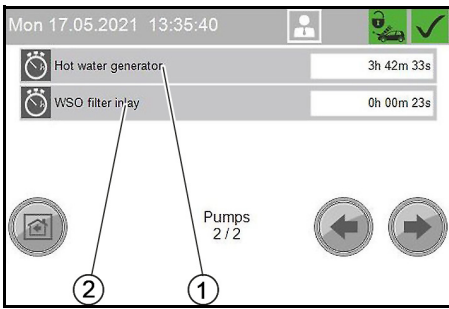 Mon 17.05.2021 13:35:40
Hot water generator 3h 42m 33s
WSO filter inlay 0h 00m 23s
Pumps
2 / 2
2 1